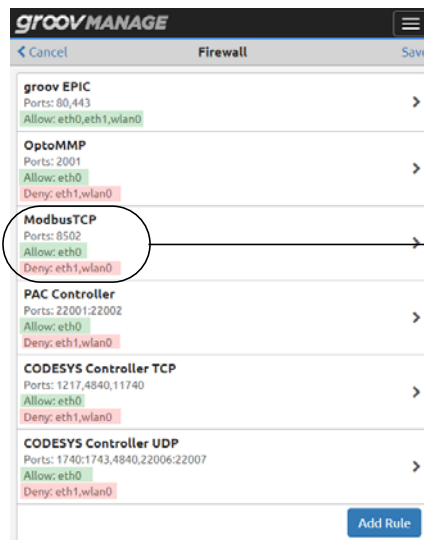 groovMANAGE
Cancel Firewall Save
groov EPIC
Ports: 80,443
Allow: eth0,eth1,wlan0
OptoMMP
Ports: 2001
Allow: eth0
Deny: eth1,wlan0
ModbusTCP
Ports: 8502
Allow: eth0
Deny: eth1,wlan0
PAC Controller
Ports: 22001:22002
Allow: eth0
Deny: eth1,wlan0
CODESYS Controller TCP
Ports: 1217,4840,11740
Allow: eth0
Deny: eth1,wlan0
CODESYS Controller UDP
Ports: 1740:1743,4840,22006:22007
Allow: eth0
Deny: eth1,wlan0
Add Rule